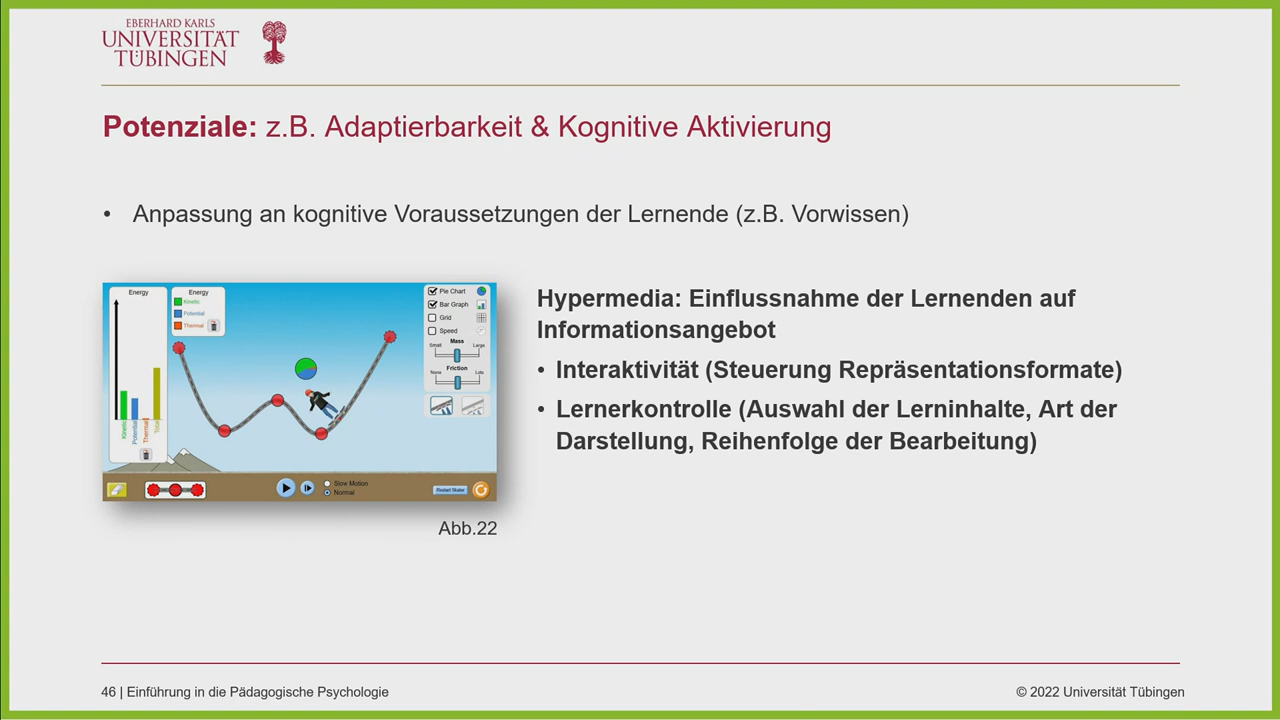 EBERHARD KARLS
UNIVERSITÄT
TÜBINGEN
Potenziale: z.B. Adaptierbarkeit & Kognitive Aktivierung
• Anpassung an kognitive Voraussetzungen der Lernende (z.B. Vorwissen)
Energy
Kinetic
Potential
Thermal
Total
Energy
Kinetic
Potential
Thermal
Pie Chart
Bar Graph
Grid
Speed
Mass
Small Large
Friction
None Lots
Slow Motion
Normal
Restart Skater
Abb.22
Hypermedia: Einflussnahme der Lernenden auf
Informationsangebot
• Interaktivität (Steuerung Repräsentationsformate)
• Lernerkontrolle (Auswahl der Lerninhalte, Art der
Darstellung, Reihenfolge der Bearbeitung)
46 | Einführung in die Pädagogische Psychologie
© 2022 Universität Tübingen